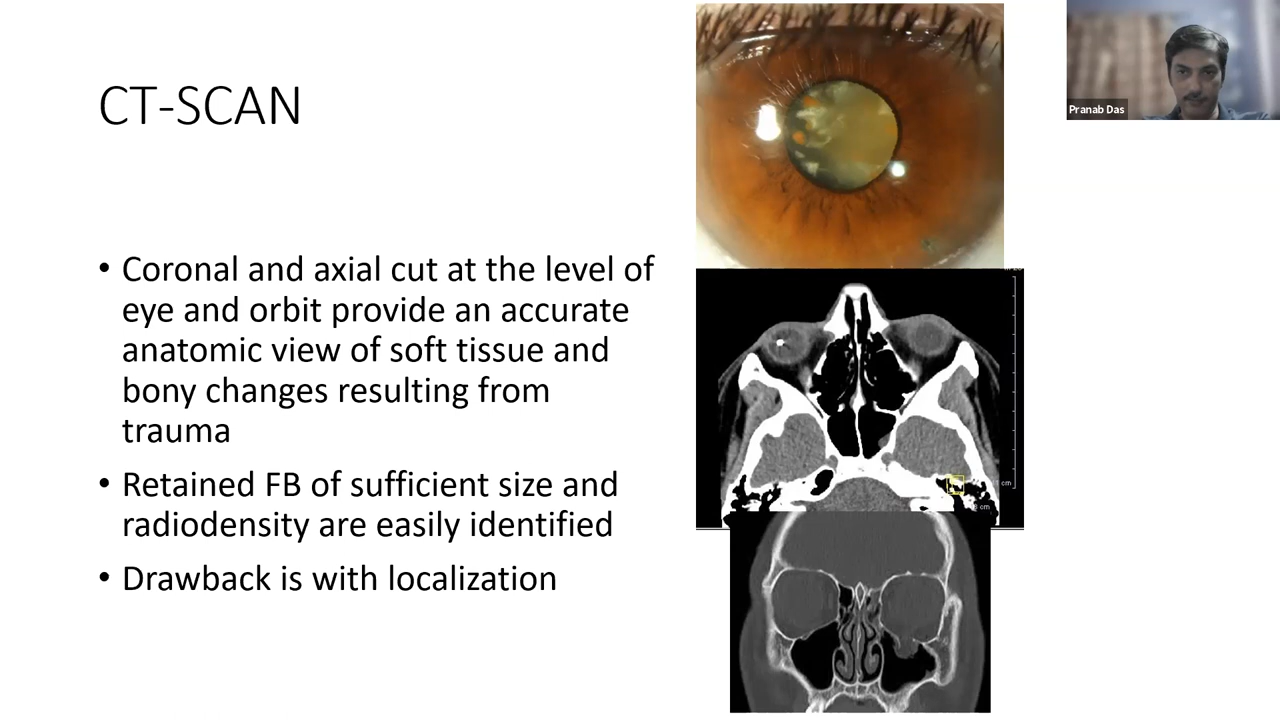 CT-SCAN
• Coronal and axial cut at the level of
eye and orbit provide an accurate
anatomic view of soft tissue and
bony changes resulting from
trauma
• Retained FB of sufficient size and
radiodensity are easily identified
• Drawback is with localization
Pranab Das
cm
cm